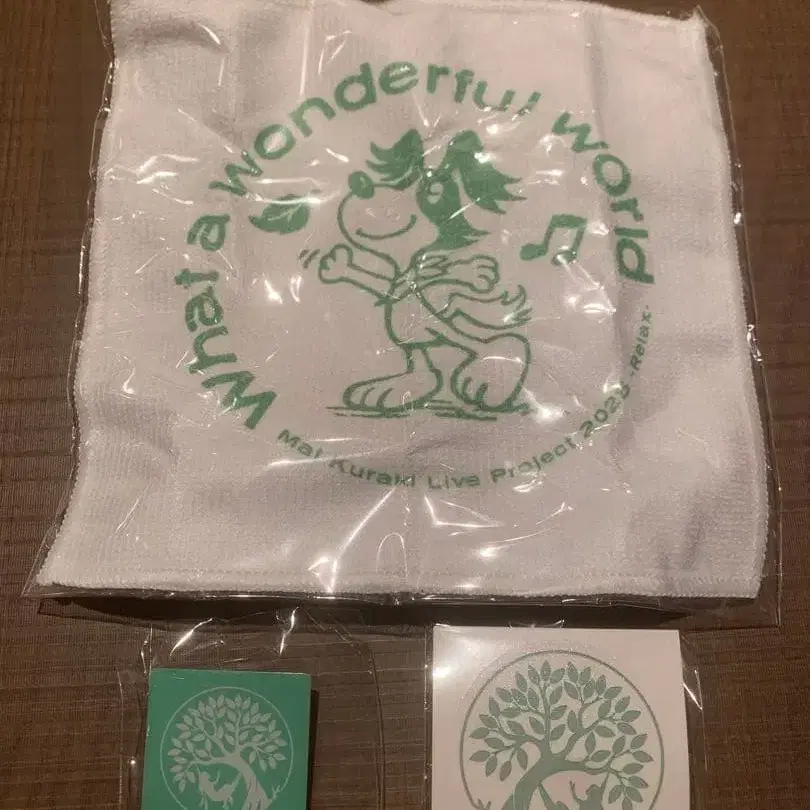 What a wonderful world
Mai Kuraki Live Project 2023 -Relax-